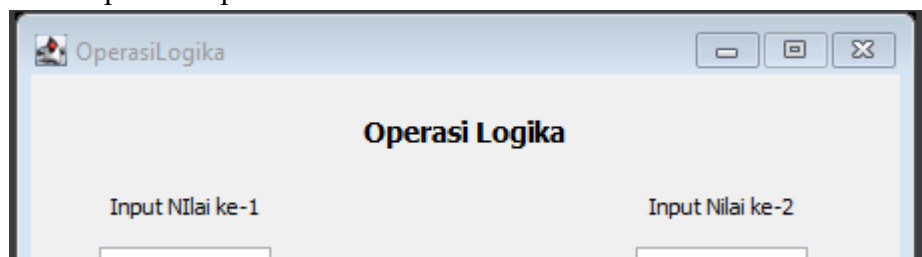 OperasiLogika
Operasi Logika
Input NIlai ke-1
Input Nilai ke-2